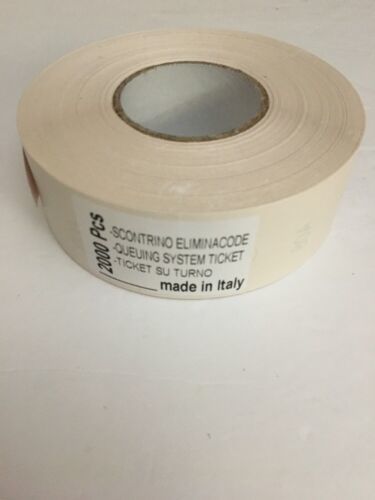 2000 Pcs
-SCONTRINO ELIMINACODE
-QUEUING SYSTEM TICKET
-TICKET SU TURNO
made in Italy